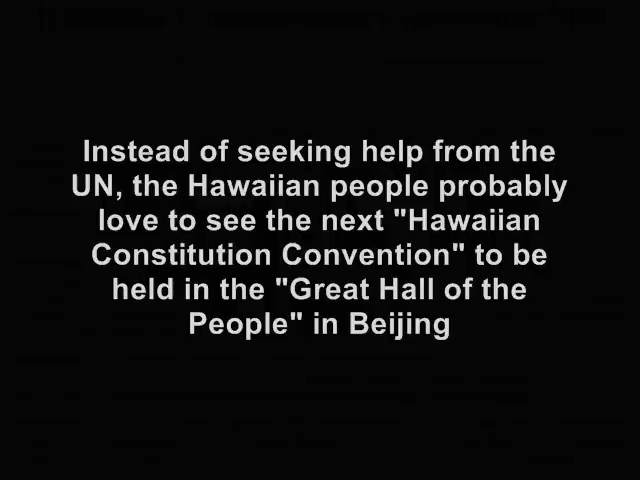 Instead of seeking help from the
UN, the Hawaiian people probably
love to see the next "Hawaiian
Constitution Convention" to be
held in the "Great Hall of the
People" in Beijing